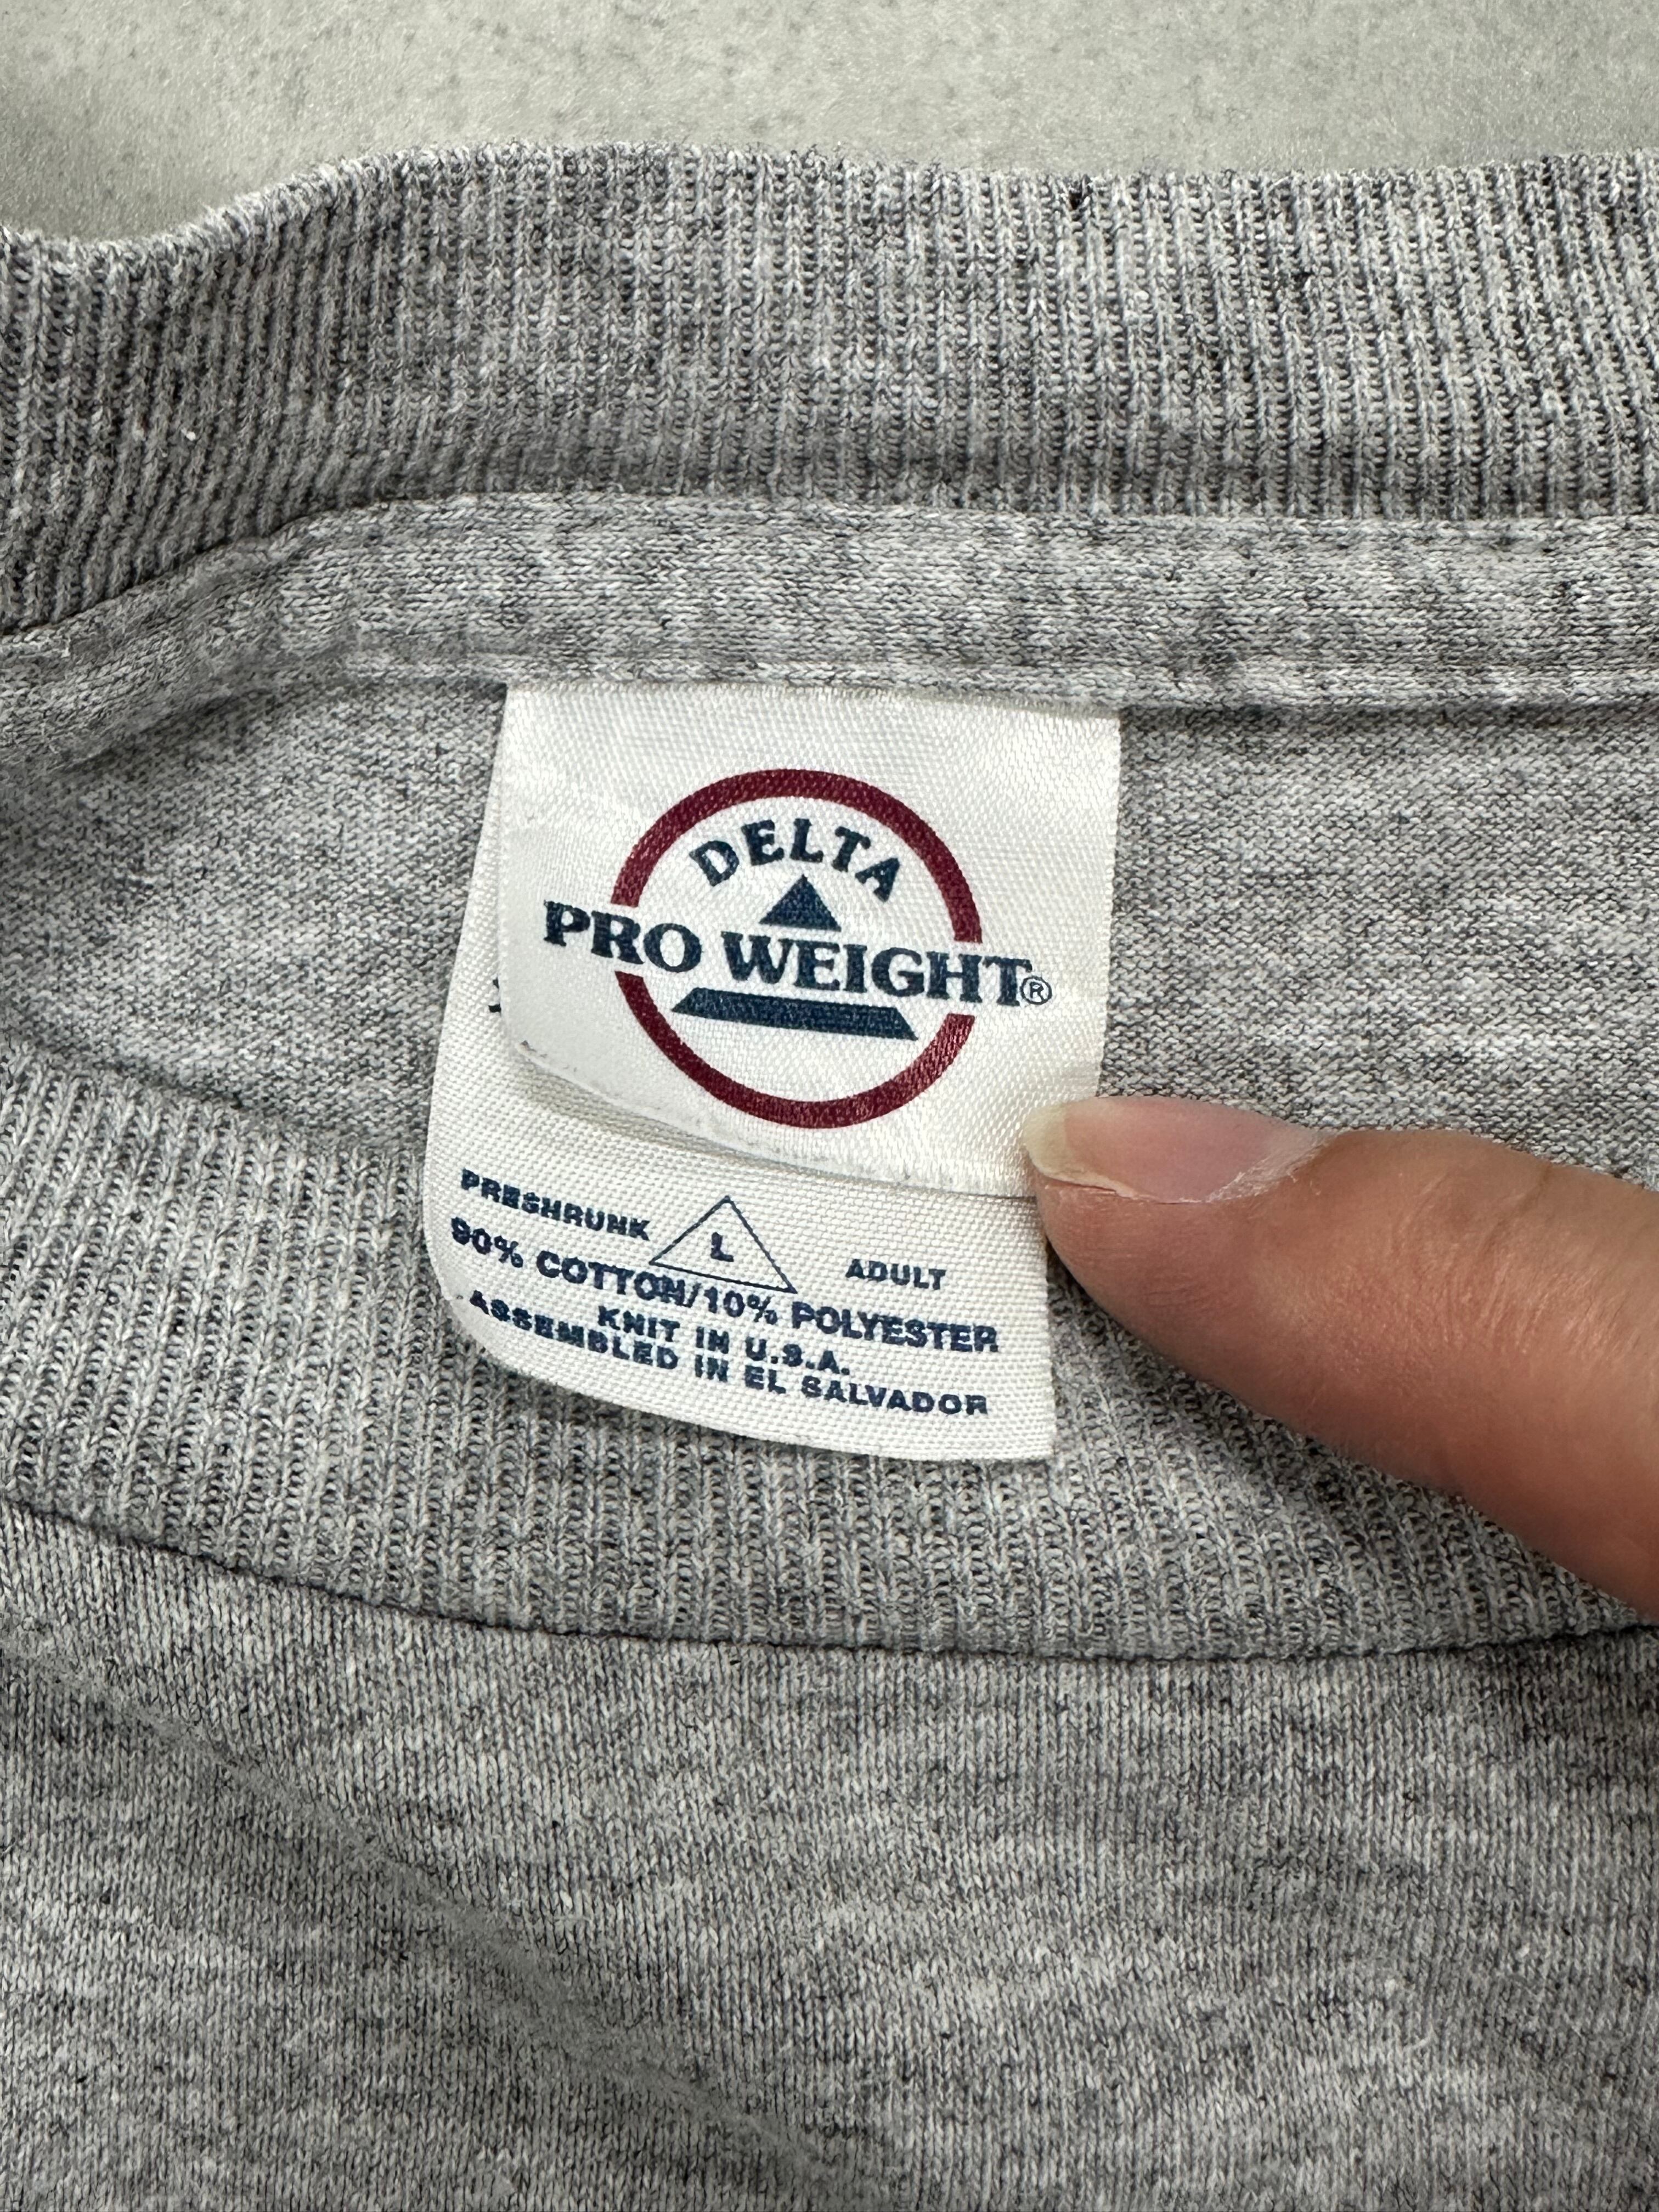 DELTA
PRO WEIGHT®
PRESHRUNK L ADULT
90% COTTON/10% POLYESTER
KNIT IN U.S.A.
ASSEMBLED IN EL SALVADOR